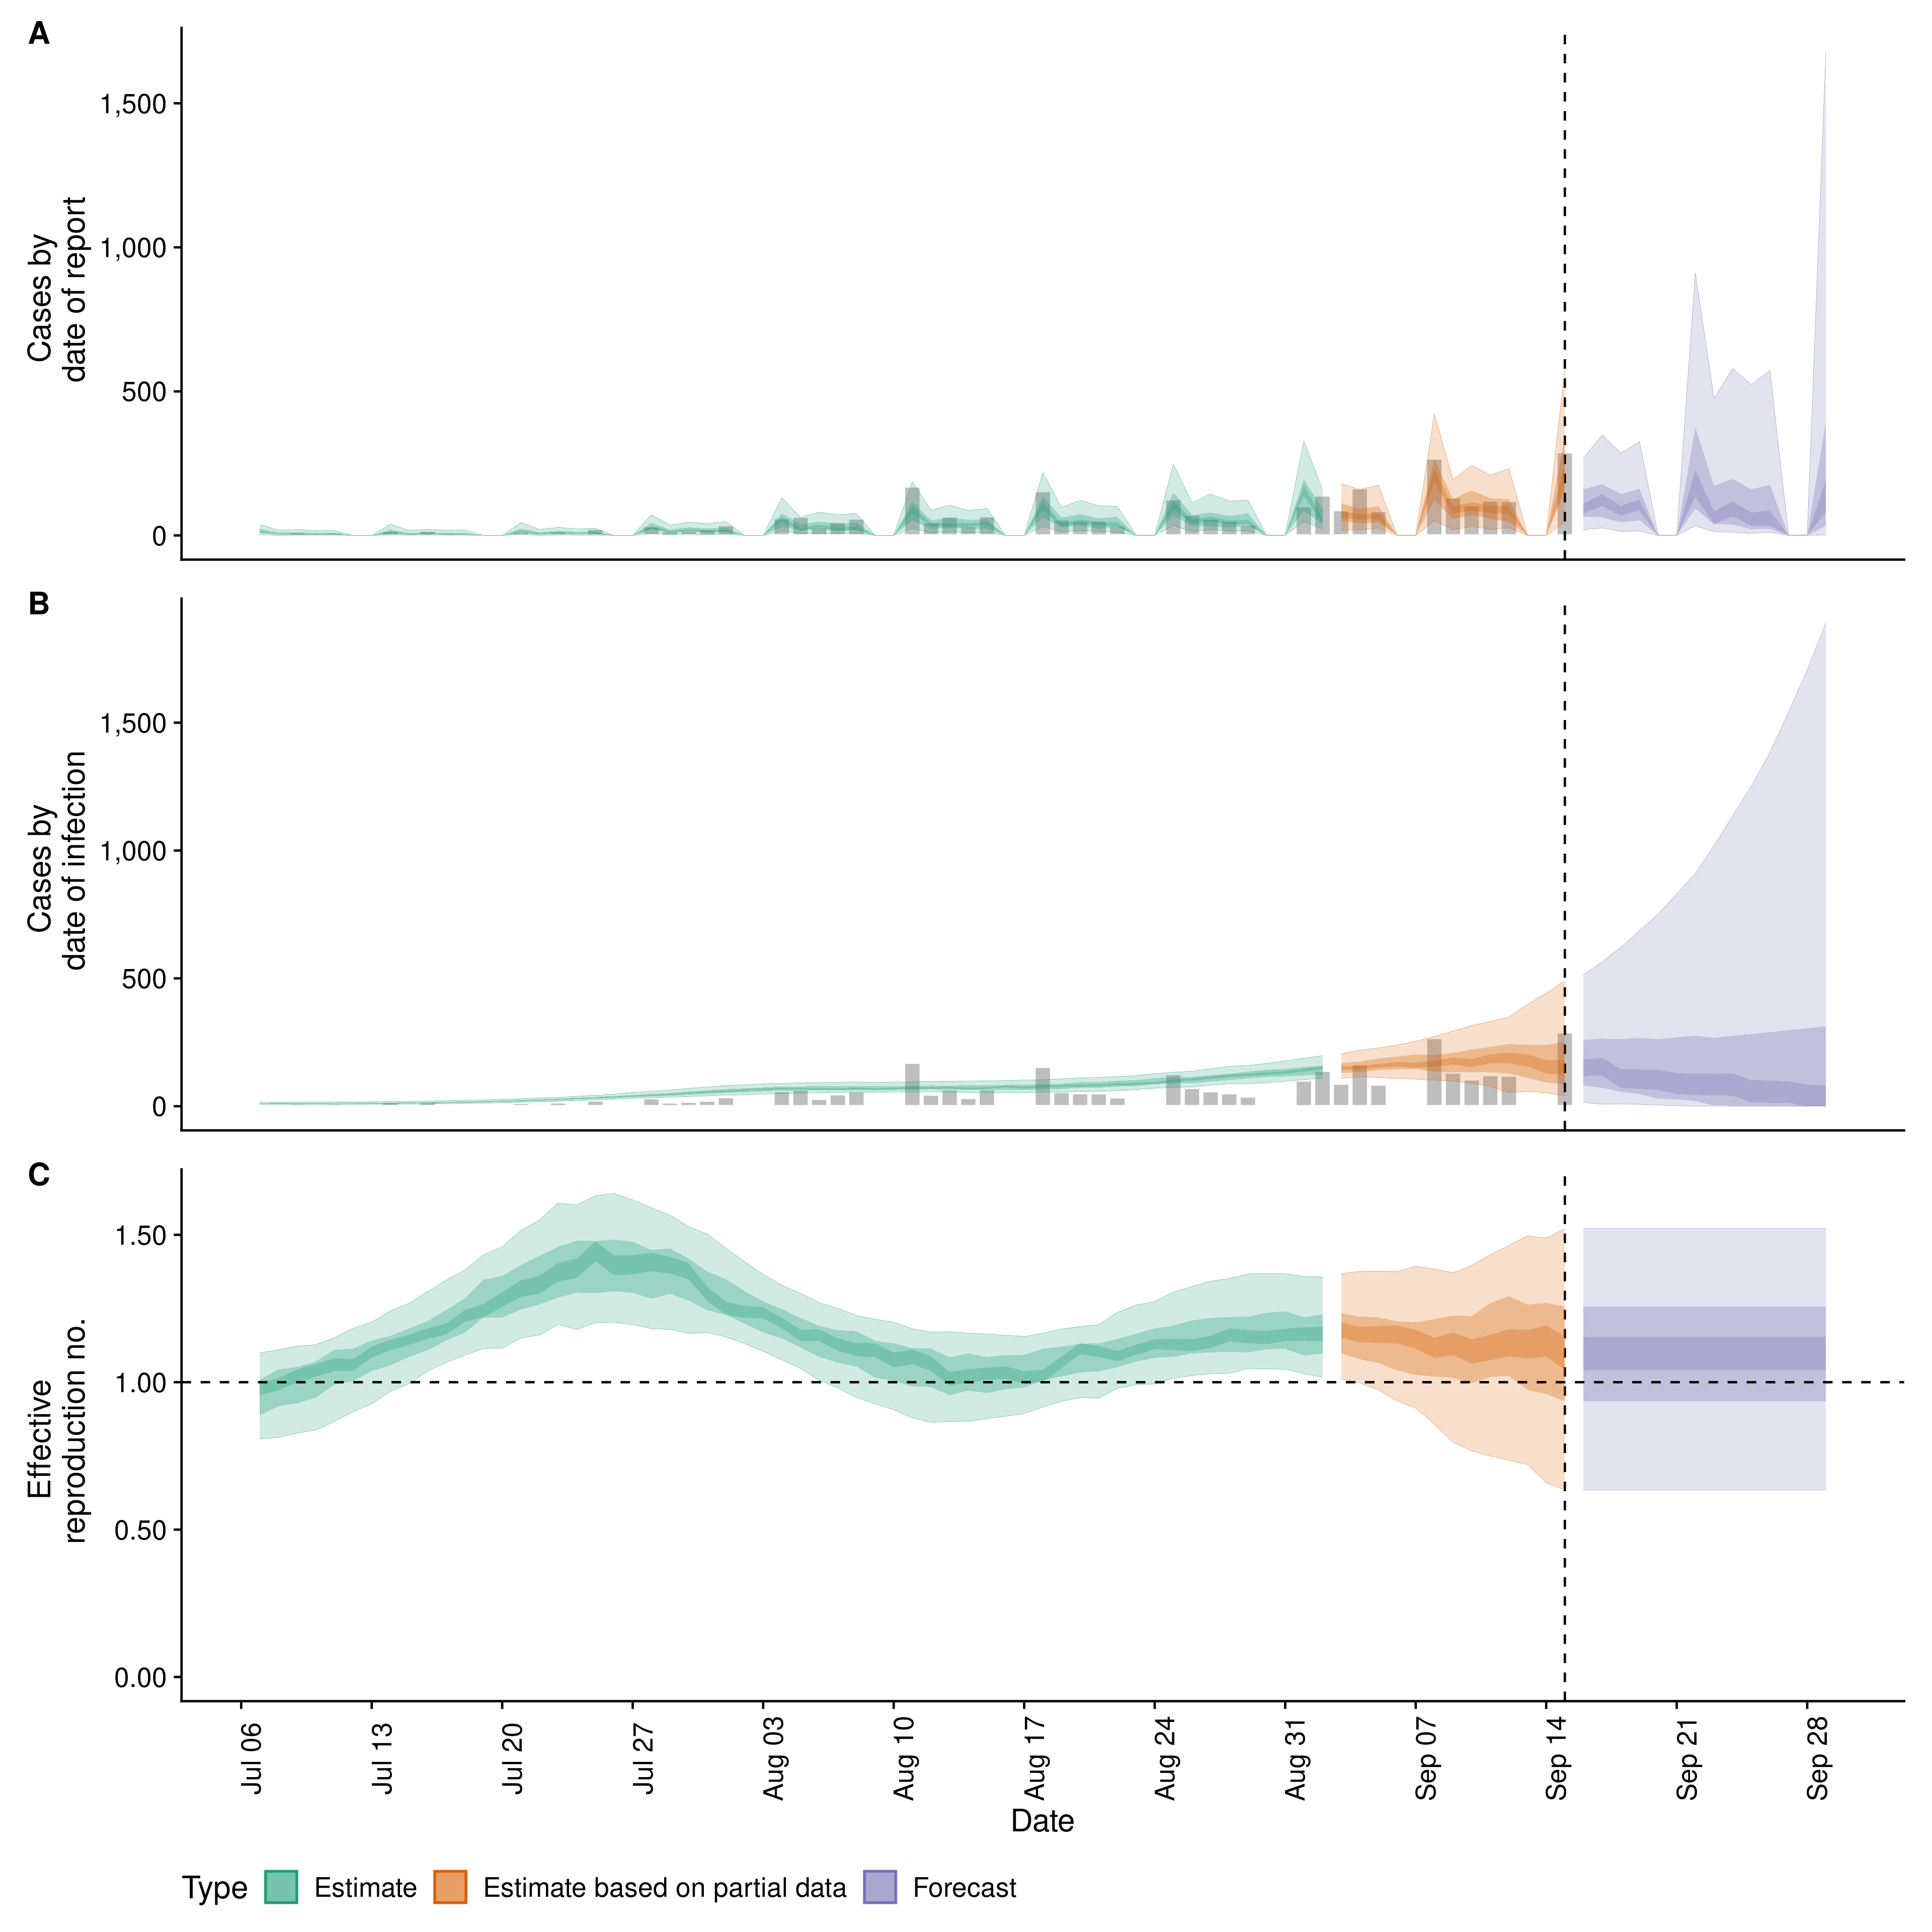 A
Cases by
date of report
1,500
1,000
500
0
B
Cases by
date of infection
1,500
1,000
500
0
C
Effective
reproduction no.
1.50
1.00
0.50
0.00
Jul 06
Jul 13
Jul 20
Jul 27
Aug 03
Aug 10
Aug 17
Aug 24
Aug 31
Sep 07
Sep 14
Sep 21
Sep 28
Date
Type Estimate Estimate based on partial data Forecast